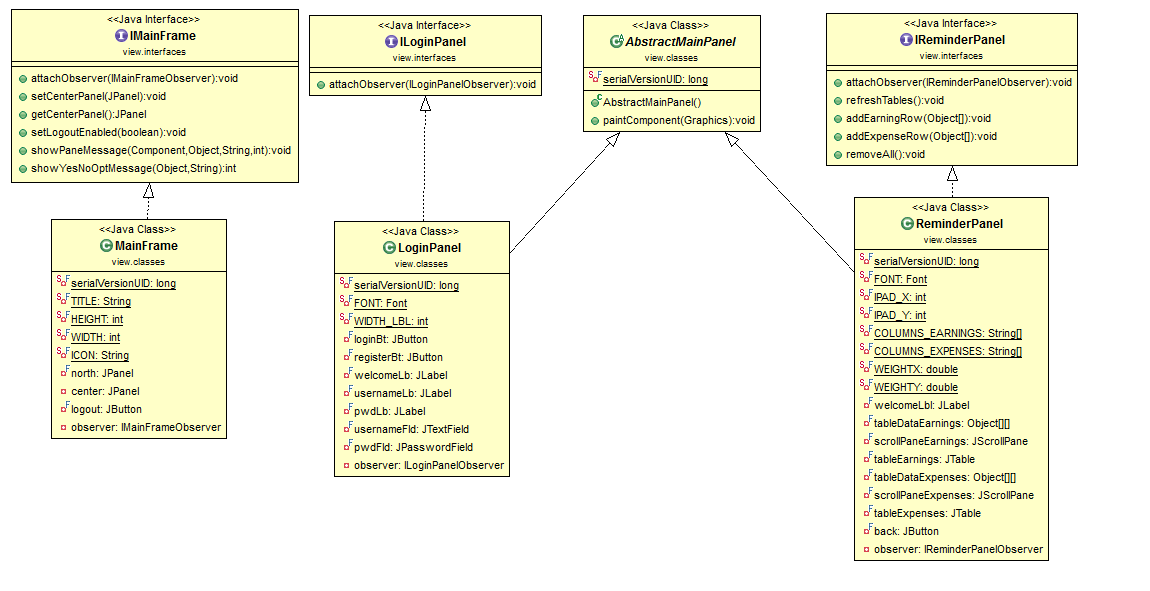 <<Java Interface>>
IMainFrame
view.interfaces
attachObserver(IMainFrameObserver):void
setCenterPanel(JPanel):void
getCenterPanel():JPanel
setLogoutEnabled(boolean):void
showPaneMessage(Component,Object,String,int):void
showYesNoOptMessage(Object,String):int
<<Java Interface>>
ILoginPanel
view.interfaces
attachObserver(ILoginPanelObserver):void
<<Java Class>>
AbstractMainPanel
view.classes
serialVersionUID: long
AbstractMainPanel()
paintComponent(Graphics):void
<<Java Interface>>
IReminderPanel
view.interfaces
attachObserver(IReminderPanelObserver):void
refreshTables():void
addEarningRow(Object[]):void
addExpenseRow(Object[]):void
removeAll():void
<<Java Class>>
MainFrame
view.classes
serialVersionUID: long
TITLE: String
HEIGHT: int
WIDTH: int
ICON: String
north: JPanel
center: JPanel
logout: JButton
observer: IMainFrameObserver
<<Java Class>>
LoginPanel
view.classes
serialVersionUID: long
FONT: Font
WIDTH_LBL: int
loginBt: JButton
registerBt: JButton
welcomeLb: JLabel
usernameLb: JLabel
pwdLb: JLabel
usernameFld: JTextField
pwdFld: JPasswordField
observer: ILoginPanelObserver
<<Java Class>>
ReminderPanel
view.classes
serialVersionUID: long
FONT: Font
IPAD_X: int
IPAD_Y: int
COLUMNS_EARNINGS: String[]
COLUMNS_EXPENSES: String[]
WEIGHTX: double
WEIGHTY: double
welcomeLbl: JLabel
tableDataEarnings: Object[][]
scrollPaneEarnings: JScrollPane
tableEarnings: JTable
tableDataExpenses: Object[][]
scrollPaneExpenses: JScrollPane
tableExpenses: JTable
back: JButton
observer: IReminderPanelObserver